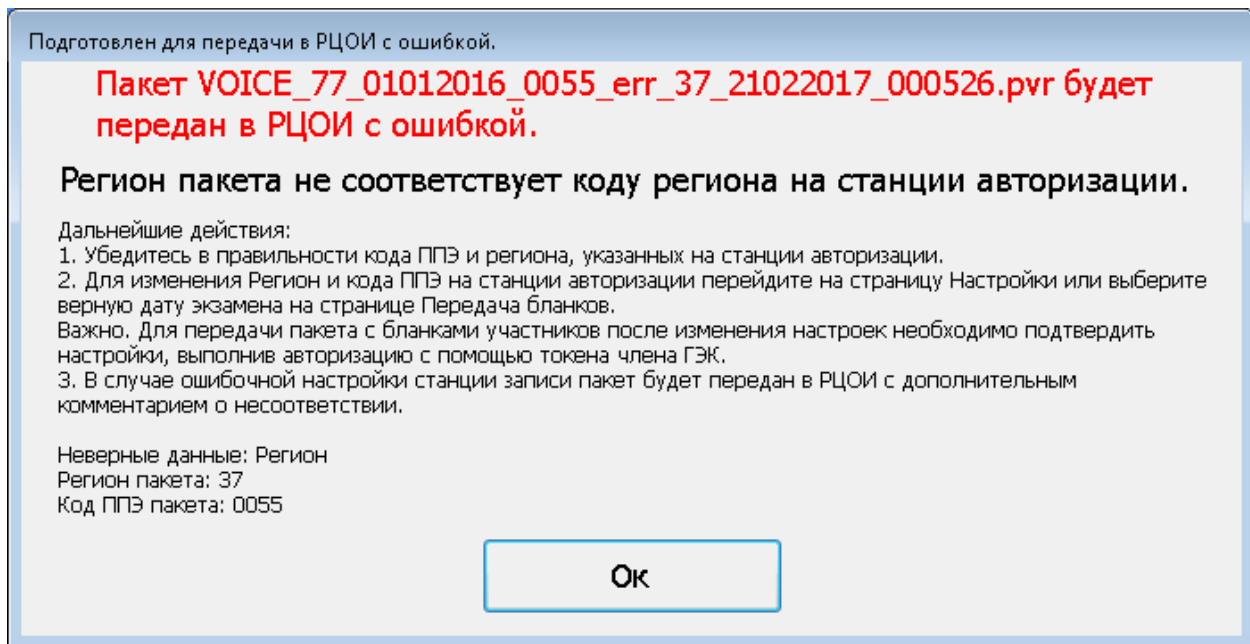 Подготовлен для передачи в РЦОИ с ошибкой.
Пакет VOICE_77_01012016_0055_err_37_21022017_000526.pvr будет
передан в РЦОИ с ошибкой.
Регион пакета не соответствует коду региона на станции авторизации.
Дальнейшие действия:
1. Убедитесь в правильности кода ППЭ и региона, указанных на станции авторизации.
2. Для изменения Регион и кода ППЭ на станции авторизации перейдите на страницу Настройки или выберите
верную дату экзамена на странице Передача бланков.
Важно. Для передачи пакета с бланками участников после изменения настроек необходимо подтвердить
настройки, выполнив авторизацию с помощью токена члена ГЭК.
3. В случае ошибочной настройки станции записи пакет будет передан в РЦОИ с дополнительным
комментарием о несоответствии.
Неверные данные: Регион
Регион пакета: 37
Код ППЭ пакета: 0055
Ок